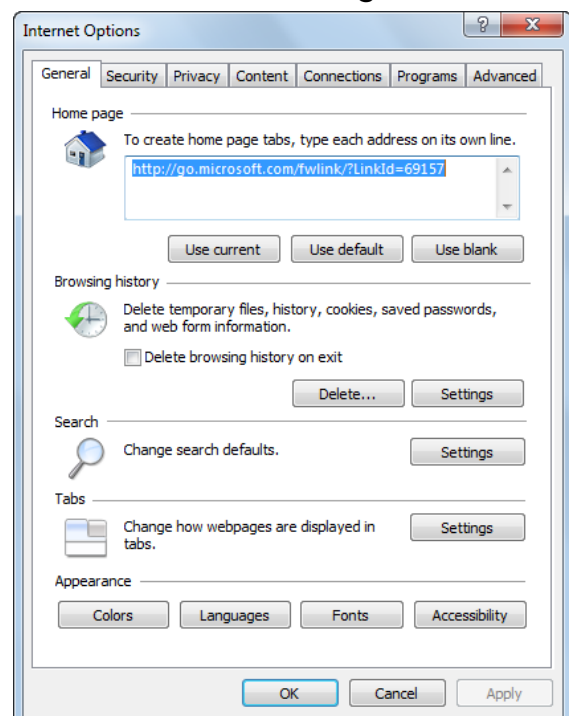 Internet Options
?
X
General Security Privacy Content Connections Programs Advanced
Home page
To create home page tabs, type each address on its own line.
http://go.microsoft.com/fwlink/?LinkId=69157
Use current Use default Use blank
Browsing history
Delete temporary files, history, cookies, saved passwords,
and web form information.
Delete browsing history on exit
Delete... Settings
Search
Change search defaults.
Settings
Tabs
Change how webpages are displayed in
tabs.
Settings
Appearance
Colors Languages Fonts Accessibility
OK Cancel Apply